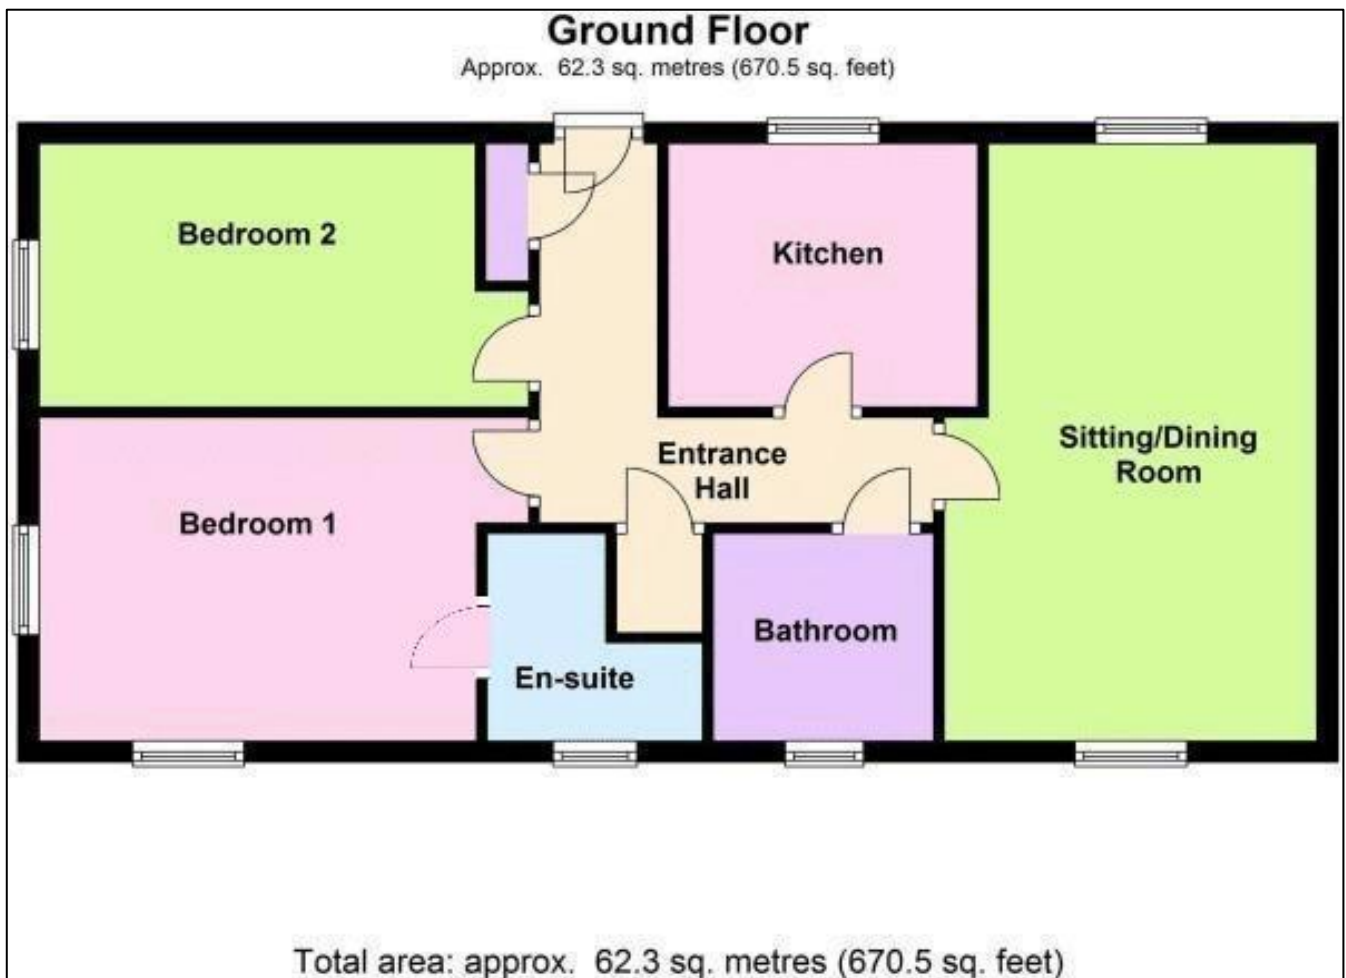 Ground Floor
Approx. 62.3 sq. metres (670.5 sq. feet)
Bedroom 2
Kitchen
Sitting/Dining
Room
Entrance
Hall
Bedroom 1
Bathroom
En-suite
Total area: approx. 62.3 sq. metres (670.5 sq. feet)